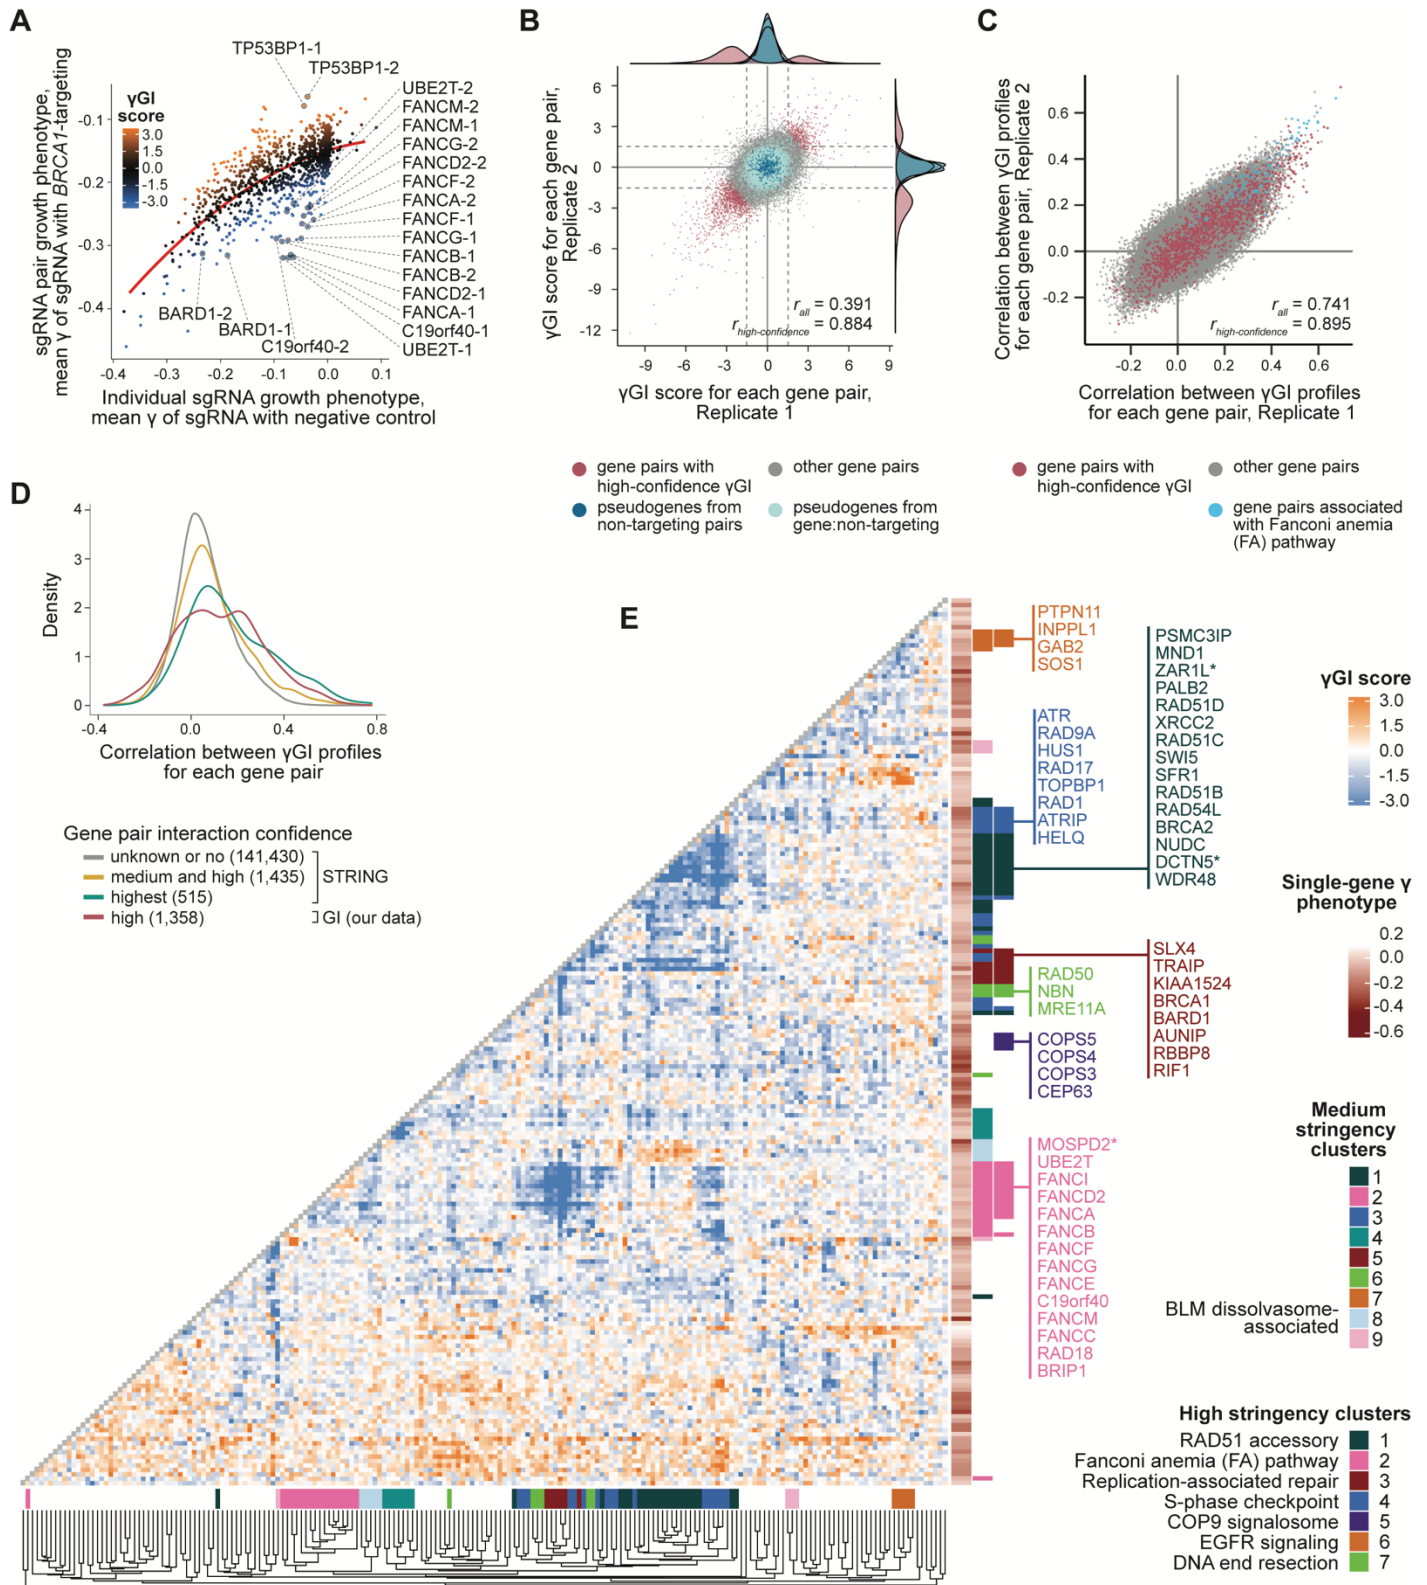 A
sgRNA pair growth phenotype,
mean γ of sgRNA with BRCA1-targeting
γGI
score
3.0
1.5
0.0
-1.5
-3.0
-0.1
-0.2
-0.3
-0.4
-0.4
-0.3
-0.2
-0.1
0.0
0.1
Individual sgRNA growth phenotype,
mean γ of sgRNA with negative control
TP53BP1-1
TP53BP1-2
UBE2T-2
FANCM-2
FANCM-1
FANCG-2
FANCD2-2
FANCF-2
FANCA-2
FANCF-1
FANCG-1
FANCB-1
FANCB-2
FANCD2-1
FANCA-1
C19orf40-1
UBE2T-1
BARD1-2
BARD1-1
C19orf40-2
B
γGI score for each gene pair,
Replicate 2
6
3
0
-3
-6
-9
-12
-9
-6
-3
0
3
6
9
r all = 0.391
r high-confidence = 0.884
γGI score for each gene pair,
Replicate 1
gene pairs with
high-confidence γGI
other gene pairs
pseudogenes from
non-targeting pairs
pseudogenes from
gene:non-targeting
C
Correlation between γGI profiles
for each gene pair, Replicate 2
0.6
0.4
0.2
0.0
-0.2
-0.2
0.0
0.2
0.4
0.6
r all = 0.741
r high-confidence = 0.895
Correlation between γGI profiles
for each gene pair, Replicate 1
gene pairs with
high-confidence γGI
other gene pairs
gene pairs associated
with Fanconi anemia
(FA) pathway
D
Density
4
3
2
1
0
-0.4
0.0
0.4
0.8
Correlation between γGI profiles
for each gene pair
Gene pair interaction confidence
unknown or no (141,430)
medium and high (1,435)
highest (515)
high (1,358)
STRING
GI (our data)
E
PTPN11
INPPL1
GAB2
SOS1
ATR
RAD9A
HUS1
RAD17
TOPBP1
RAD1
ATRIP
HELQ
PSMC3IP
MND1
ZAR1L*
PALB2
RAD51D
XRCC2
RAD51C
SWI5
SFR1
RAD51B
RAD54L
BRCA2
NUDC
DCTN5*
WDR48
SLX4
TRAIP
KIAA1524
BRCA1
BARD1
AUNIP
RBBP8
RIF1
RAD50
NBN
MRE11A
COPS5
COPS4
COPS3
CEP63
MOSPD2*
UBE2T
FANCI
FANCD2
FANCA
FANCB
FANCF
FANCG
FANCE
C19orf40
FANCM
FANCC
RAD18
BRIP1
γGI score
3.0
1.5
0.0
-1.5
-3.0
Single-gene γ
phenotype
0.2
0.0
-0.2
-0.4
-0.6
Medium
stringency
clusters
1
2
3
4
5
6
7
8
9
BLM dissolvasome-
associated
High stringency clusters
RAD51 accessory 1
Fanconi anemia (FA) pathway 2
Replication-associated repair 3
S-phase checkpoint 4
COP9 signalosome 5
EGFR signaling 6
DNA end resection 7